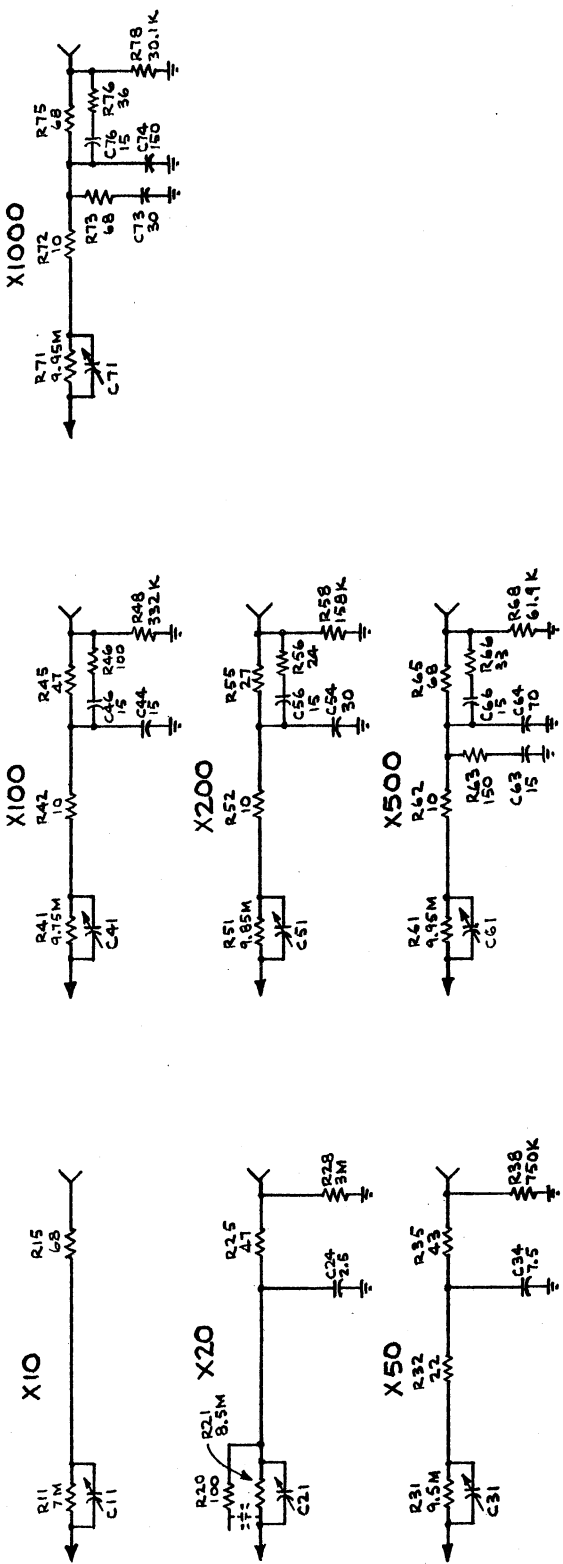 X10
R11
7M
C11
R15
68
X20
R20
100
R21
8.5M
C21
R25
47
C24
2.5
R28
3M
X50
R31
9.5M
C31
R32
22
R35
43
C34
7.5
R38
750K
X100
R41
9.75M
C41
R42
10
R45
47
R46
100
C46
15
C44
15
R48
332K
X200
R51
9.85M
C51
R52
10
R55
27
R56
24
C56
15
C54
30
R58
158K
X500
R61
9.95M
C61
R62
10
R63
150
C63
15
R65
68
R66
33
C66
15
C64
70
R68
61.9K
X1000
R71
9.95M
C71
R72
10
R73
68
C73
30
R75
68
R76
36
C76
15
C74
150
R78
30.1K